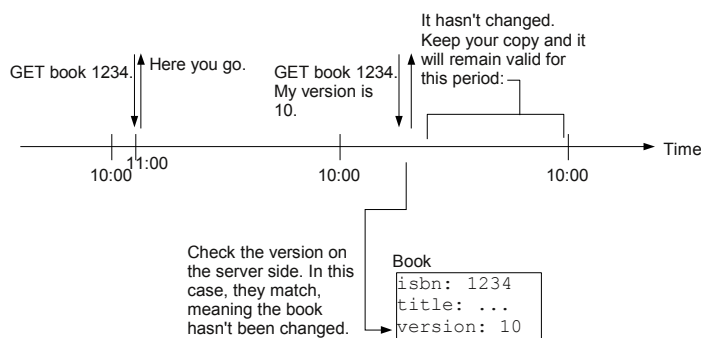 It hasn't changed.
Keep your copy and it
will remain valid for
this period:
GET book 1234.
Here you go.
GET book 1234.
My version is
10.
Time
10:00
11:00
10:00
10:00
Check the version on
the server side. In this
case, they match,
meaning the book
hasn't been changed.
Book
isbn: 1234
title: ...
version: 10